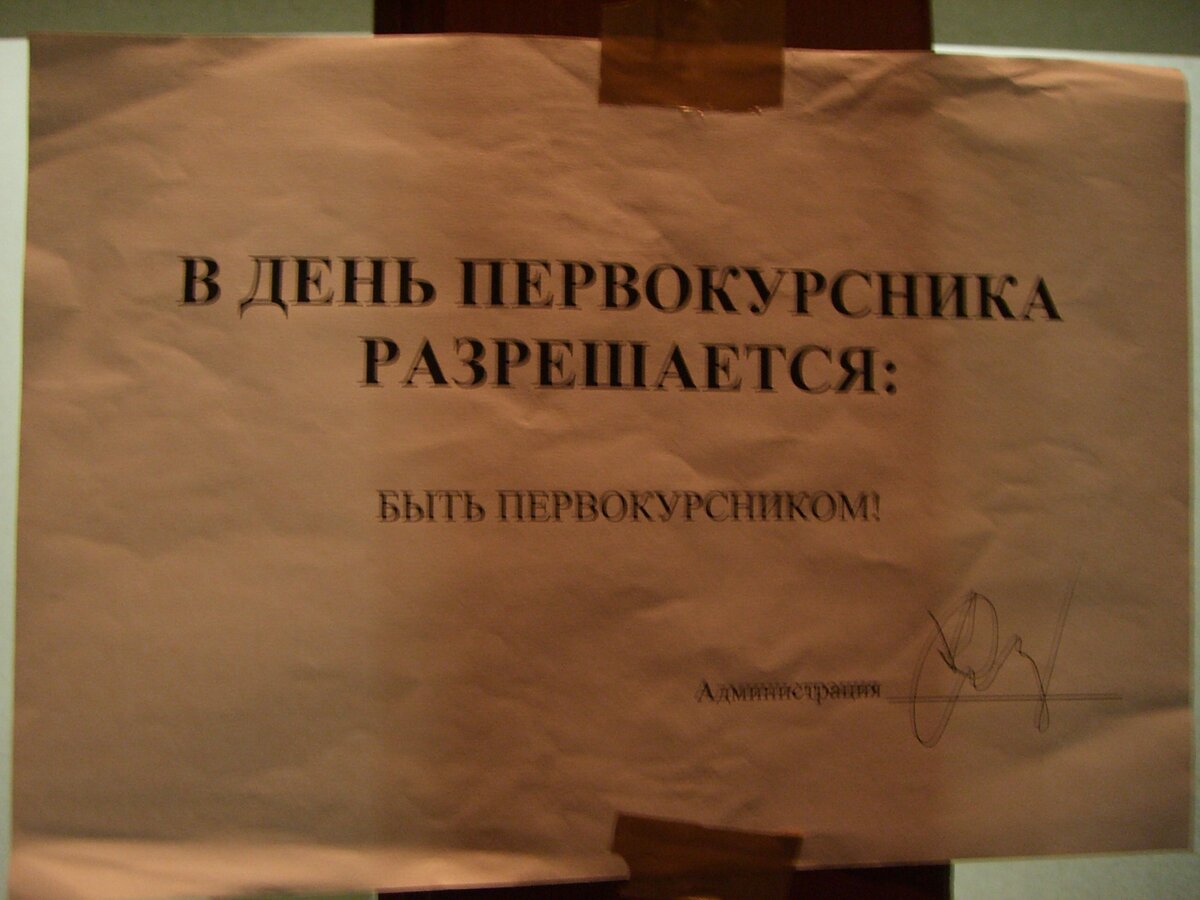 В ДЕНЬ ПЕРВОКУРСНИКА
РАЗРЕШАЕТСЯ:
БЫТЬ ПЕРВОКУРСНИКОМ!
Администрация